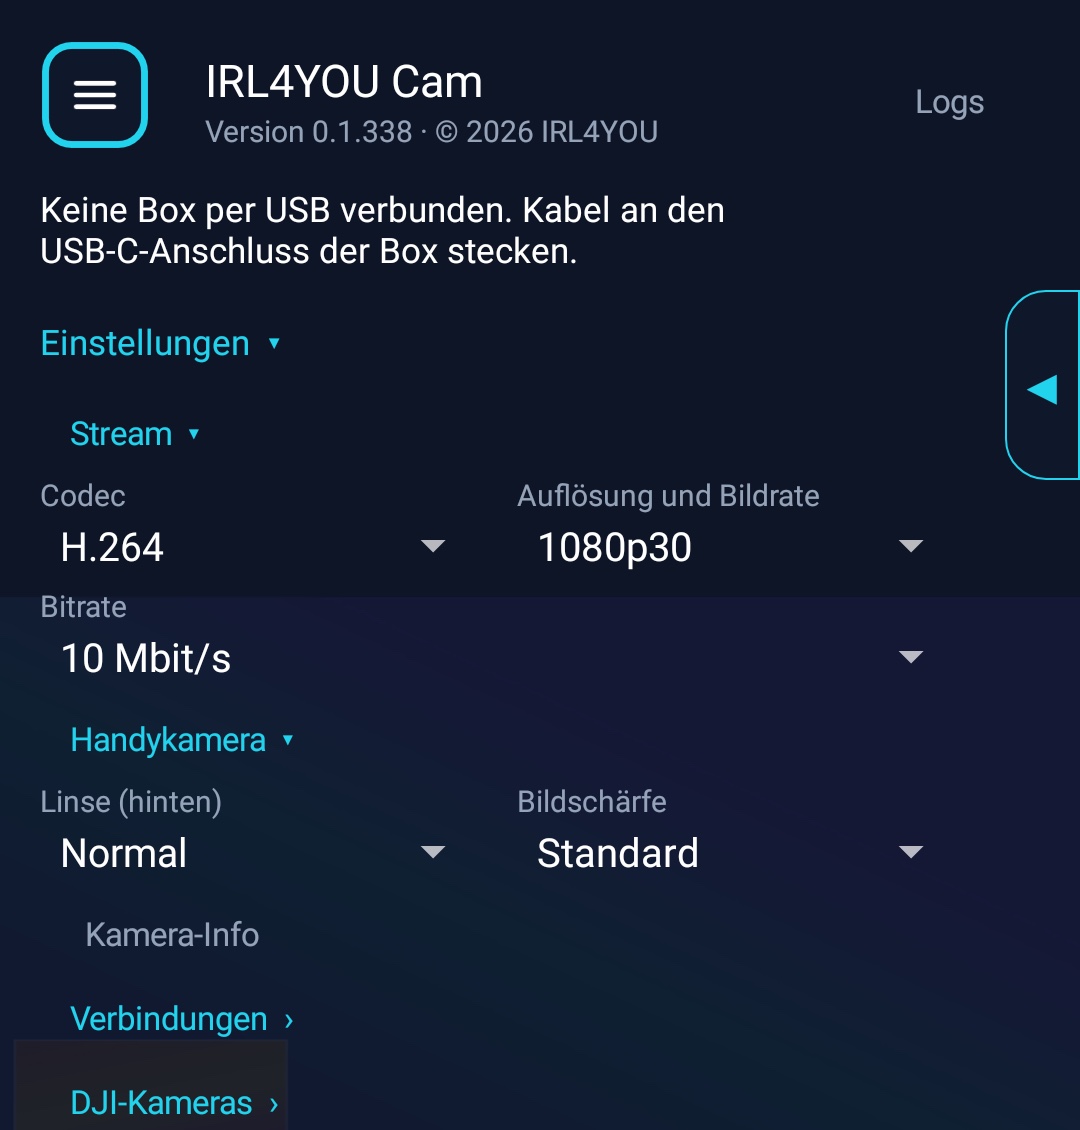 IRL4YOU Cam
Version 0.1.338 · © 2026 IRL4YOU
Logs
Keine Box per USB verbunden. Kabel an den
USB-C-Anschluss der Box stecken.
Einstellungen ▾
Stream ▾
Codec
Auflösung und Bildrate
H.264
1080p30
Bitrate
10 Mbit/s
Handykamera ▾
Linse (hinten)
Bildschärfe
Normal
Standard
Kamera-Info
Verbindungen ›
DJI-Kameras ›